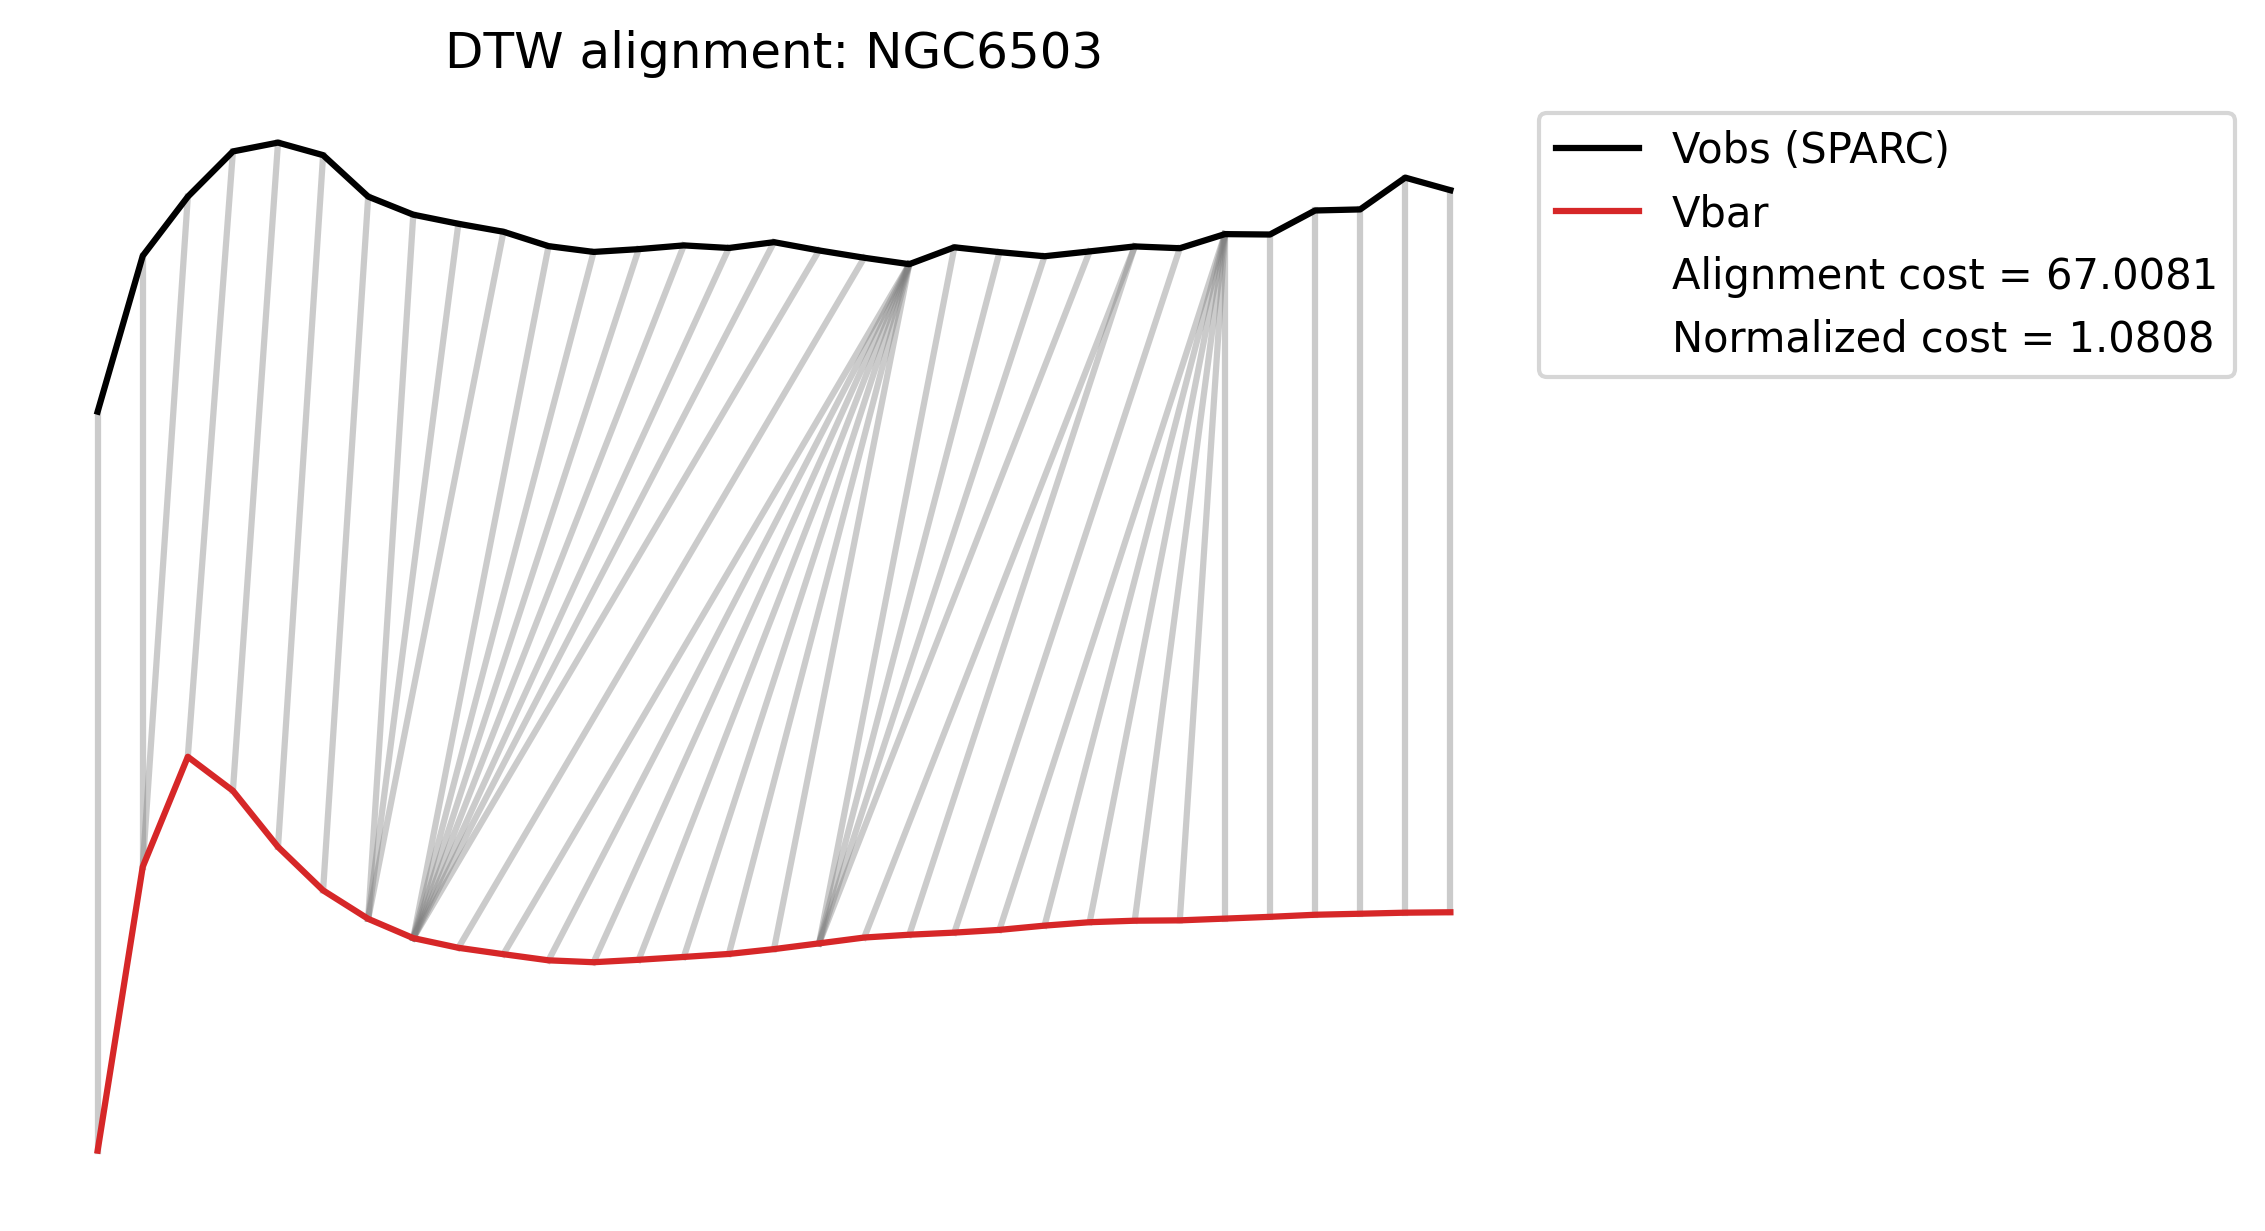 DTW alignment: NGC6503
Vobs (SPARC)
Vbar
Alignment cost = 67.0081
Normalized cost = 1.0808